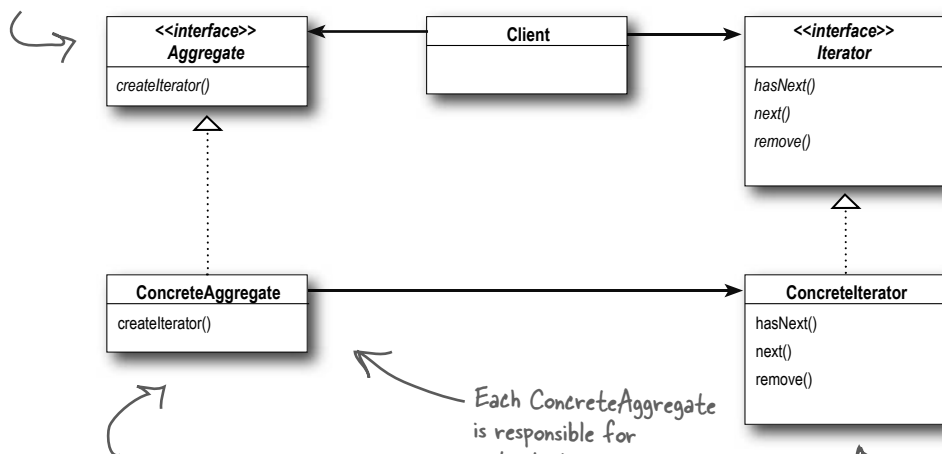 <<interface>>
Aggregate
createIterator()
Client
<<interface>>
Iterator
hasNext()
next()
remove()
ConcreteAggregate
createIterator()
ConcreteIterator
hasNext()
next()
remove()
Each ConcreteAggregate
is responsible for